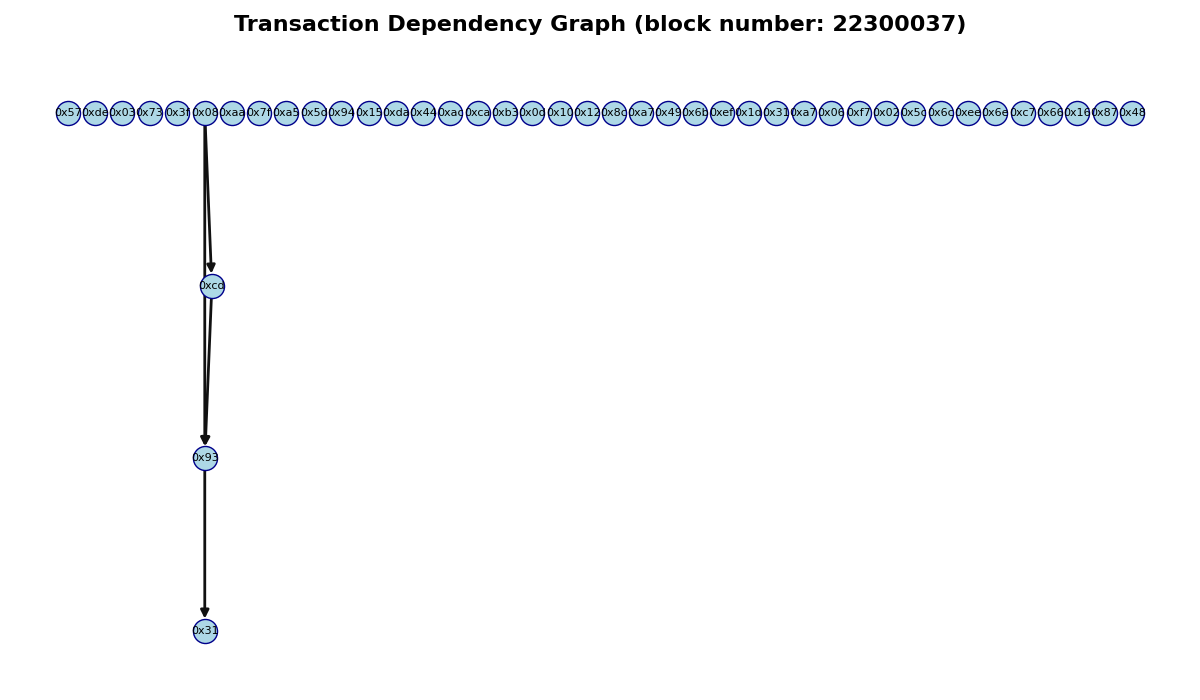 Transaction Dependency Graph (block number: 22300037)
0x57 0xde 0x03 0x73 0x3f 0x08 0xaa 0x7f 0xa5 0x5d 0x94 0x15 0xda 0x44 0xac 0xca 0xb3 0x0d 0x10 0x12 0x8c 0xa7 0x49 0x6b 0xef 0x1d 0x31 0xa7 0x06 0xf7 0x02 0x5c 0x6c 0xee 0x6e 0xc7 0x66 0x16 0x87 0x48
0xcd
0x93
0x31